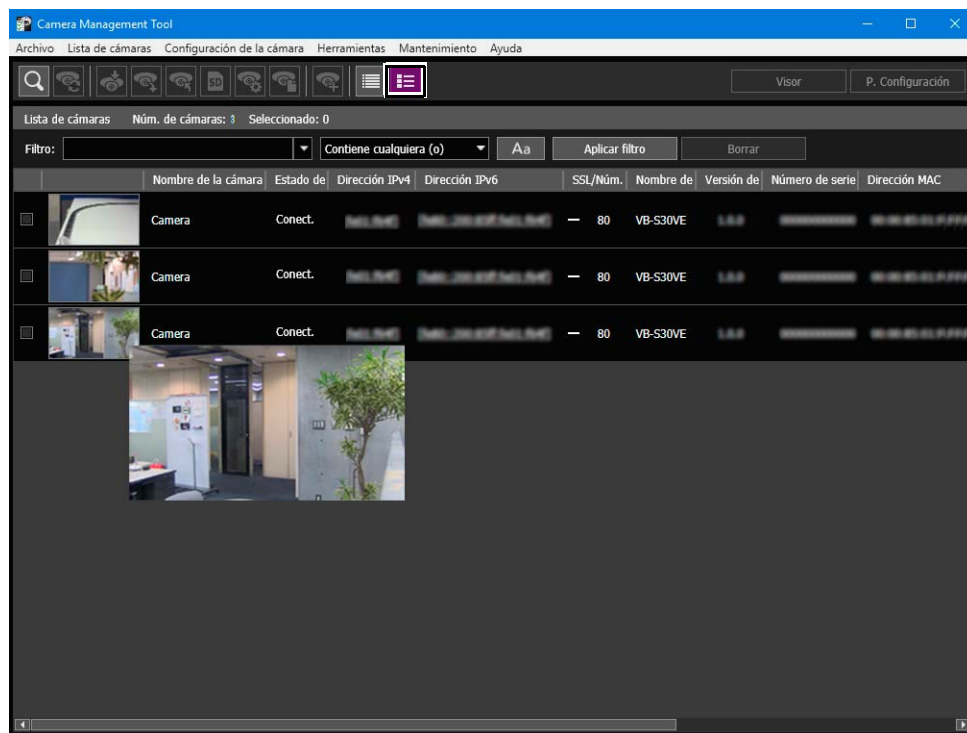 Camera Management Tool
Archivo Lista de cámaras Configuración de la cámara Herramientas Mantenimiento Ayuda
SD Visor P. Configuración
Lista de cámaras Núm. de cámaras: 3 Seleccionado: 0
Filtro: Contiene cualquiera (o) Aa Aplicar filtro Borrar
Nombre de la cámara Estado de Dirección IPv4 Dirección IPv6 SSL/Núm. Nombre de Versión de Número de serie Dirección MAC
Camera Conect. — 80 VB-S30VE
Camera Conect. — 80 VB-S30VE
Camera Conect. — 80 VB-S30VE